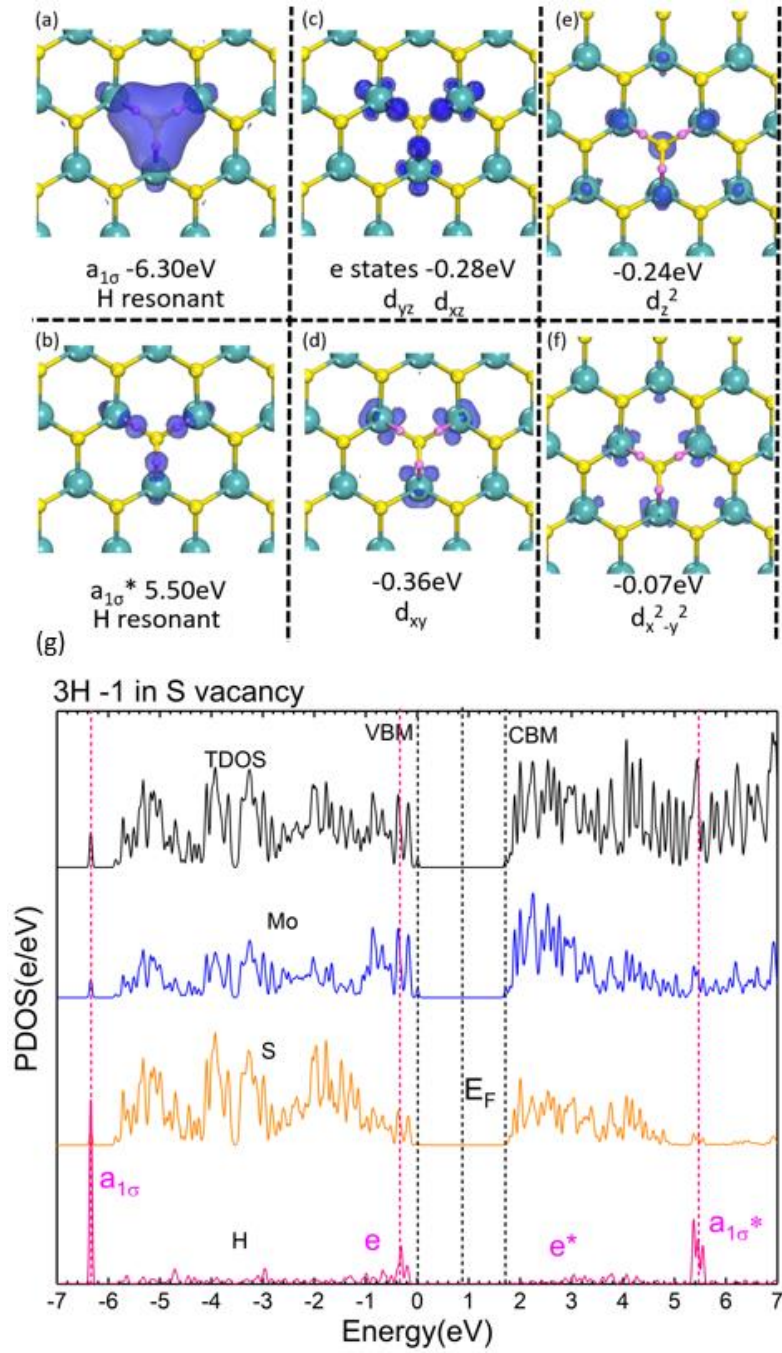 (a)
a1σ -6.30eV
H resonant
(c)
e states -0.28eV
dyz dxz
(e)
-0.24eV
dz2
(b)
a1σ* 5.50eV
H resonant
(d)
-0.36eV
dxy
(f)
-0.07eV
dx2-y2
(g)
3H -1 in S vacancy
TDOS
VBM
CBM
Mo
S
EF
a1σ
H
e
e*
a1σ*
PDOS(e/eV)
-7 -6 -5 -4 -3 -2 -1 0 1 2 3 4 5 6 7
Energy(eV)